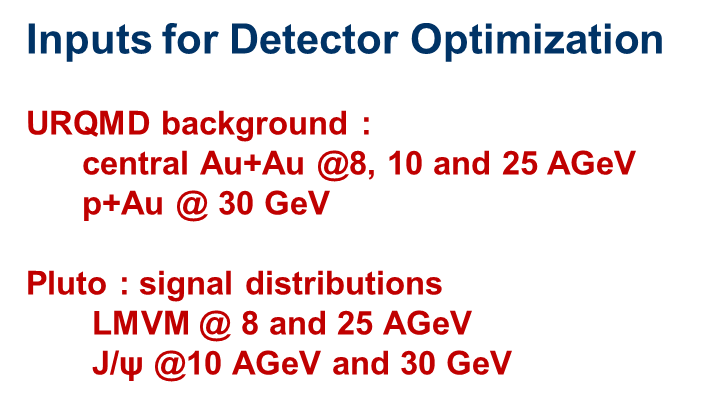 Inputs for Detector Optimization
URQMD background :
central Au+Au @8, 10 and 25 AGeV
p+Au @ 30 GeV
Pluto : signal distributions
LMVM @ 8 and 25 AGeV
J/ψ @10 AGeV and 30 GeV